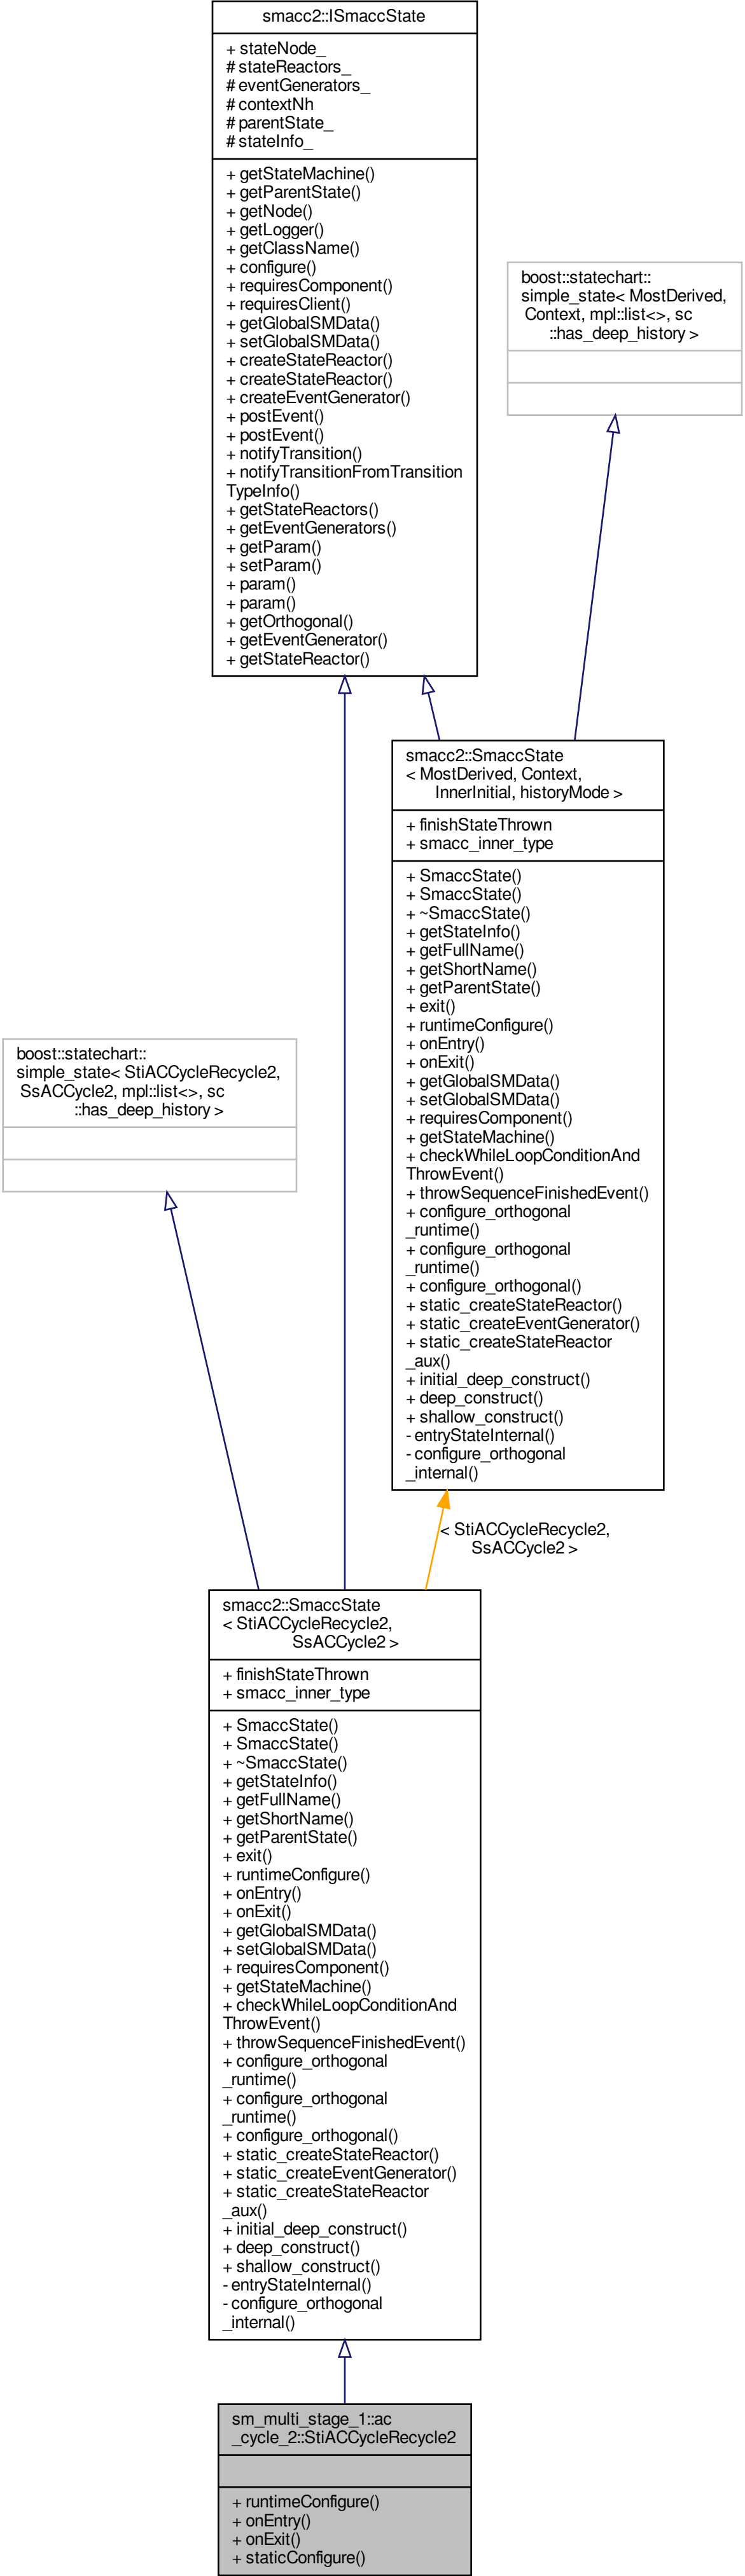 smacc2::ISmaccState
+ stateNode_
# stateReactors_
# eventGenerators_
# contextNh
# parentState_
# stateInfo_
+ getStateMachine()
+ getParentState()
+ getNode()
+ getLogger()
+ getClassName()
+ configure()
+ requiresComponent()
+ requiresClient()
+ getGlobalSMData()
+ setGlobalSMData()
+ createStateReactor()
+ createStateReactor()
+ createEventGenerator()
+ postEvent()
+ postEvent()
+ notifyTransition()
+ notifyTransitionFromTransition
TypeInfo()
+ getStateReactors()
+ getEventGenerators()
+ getParam()
+ setParam()
+ param()
+ param()
+ getOrthogonal()
+ getEventGenerator()
+ getStateReactor()
boost::statechart::
simple_state< MostDerived,
Context, mpl::list<>, sc
::has_deep_history >
smacc2::SmaccState
< MostDerived, Context,
InnerInitial, historyMode >
+ finishStateThrown
+ smacc_inner_type
+ SmaccState()
+ SmaccState()
+ ~SmaccState()
+ getStateInfo()
+ getFullName()
+ getShortName()
+ getParentState()
+ exit()
+ runtimeConfigure()
+ onEntry()
+ onExit()
+ getGlobalSMData()
+ setGlobalSMData()
+ requiresComponent()
+ getStateMachine()
+ checkWhileLoopConditionAnd
ThrowEvent()
+ throwSequenceFinishedEvent()
+ configure_orthogonal
_runtime()
+ configure_orthogonal
_runtime()
+ configure_orthogonal()
+ static_createStateReactor()
+ static_createEventGenerator()
+ static_createStateReactor
_aux()
+ initial_deep_construct()
+ deep_construct()
+ shallow_construct()
- entryStateInternal()
- configure_orthogonal
_internal()
boost::statechart::
simple_state< StiACCycleRecycle2,
SsACCycle2, mpl::list<>, sc
::has_deep_history >
< StiACCycleRecycle2,
SsACCycle2 >
smacc2::SmaccState
< StiACCycleRecycle2,
SsACCycle2 >
+ finishStateThrown
+ smacc_inner_type
+ SmaccState()
+ SmaccState()
+ ~SmaccState()
+ getStateInfo()
+ getFullName()
+ getShortName()
+ getParentState()
+ exit()
+ runtimeConfigure()
+ onEntry()
+ onExit()
+ getGlobalSMData()
+ setGlobalSMData()
+ requiresComponent()
+ getStateMachine()
+ checkWhileLoopConditionAnd
ThrowEvent()
+ throwSequenceFinishedEvent()
+ configure_orthogonal
_runtime()
+ configure_orthogonal
_runtime()
+ configure_orthogonal()
+ static_createStateReactor()
+ static_createEventGenerator()
+ static_createStateReactor
_aux()
+ initial_deep_construct()
+ deep_construct()
+ shallow_construct()
- entryStateInternal()
- configure_orthogonal
_internal()
sm_multi_stage_1::ac
_cycle_2::StiACCycleRecycle2
+ runtimeConfigure()
+ onEntry()
+ onExit()
+ staticConfigure()